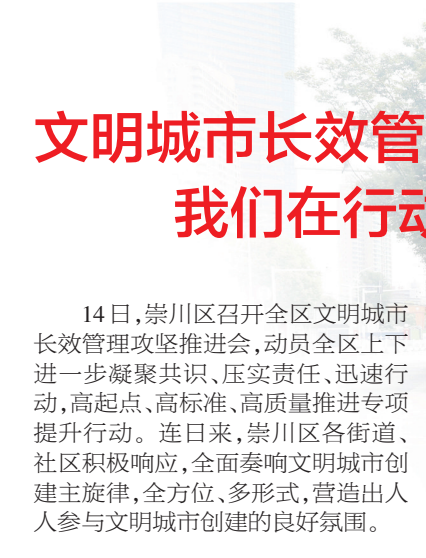 文明城市长效管
我们在行动
14日,崇川区召开全区文明城市
长效管理攻坚推进会,动员全区上下
进一步凝聚共识、压实责任、迅速行
动,高起点、高标准、高质量推进专项
提升行动。连日来,崇川区各街道、
社区积极响应,全面奏响文明城市创
建主旋律,全方位、多形式,营造出人
人参与文明城市创建的良好氛围。